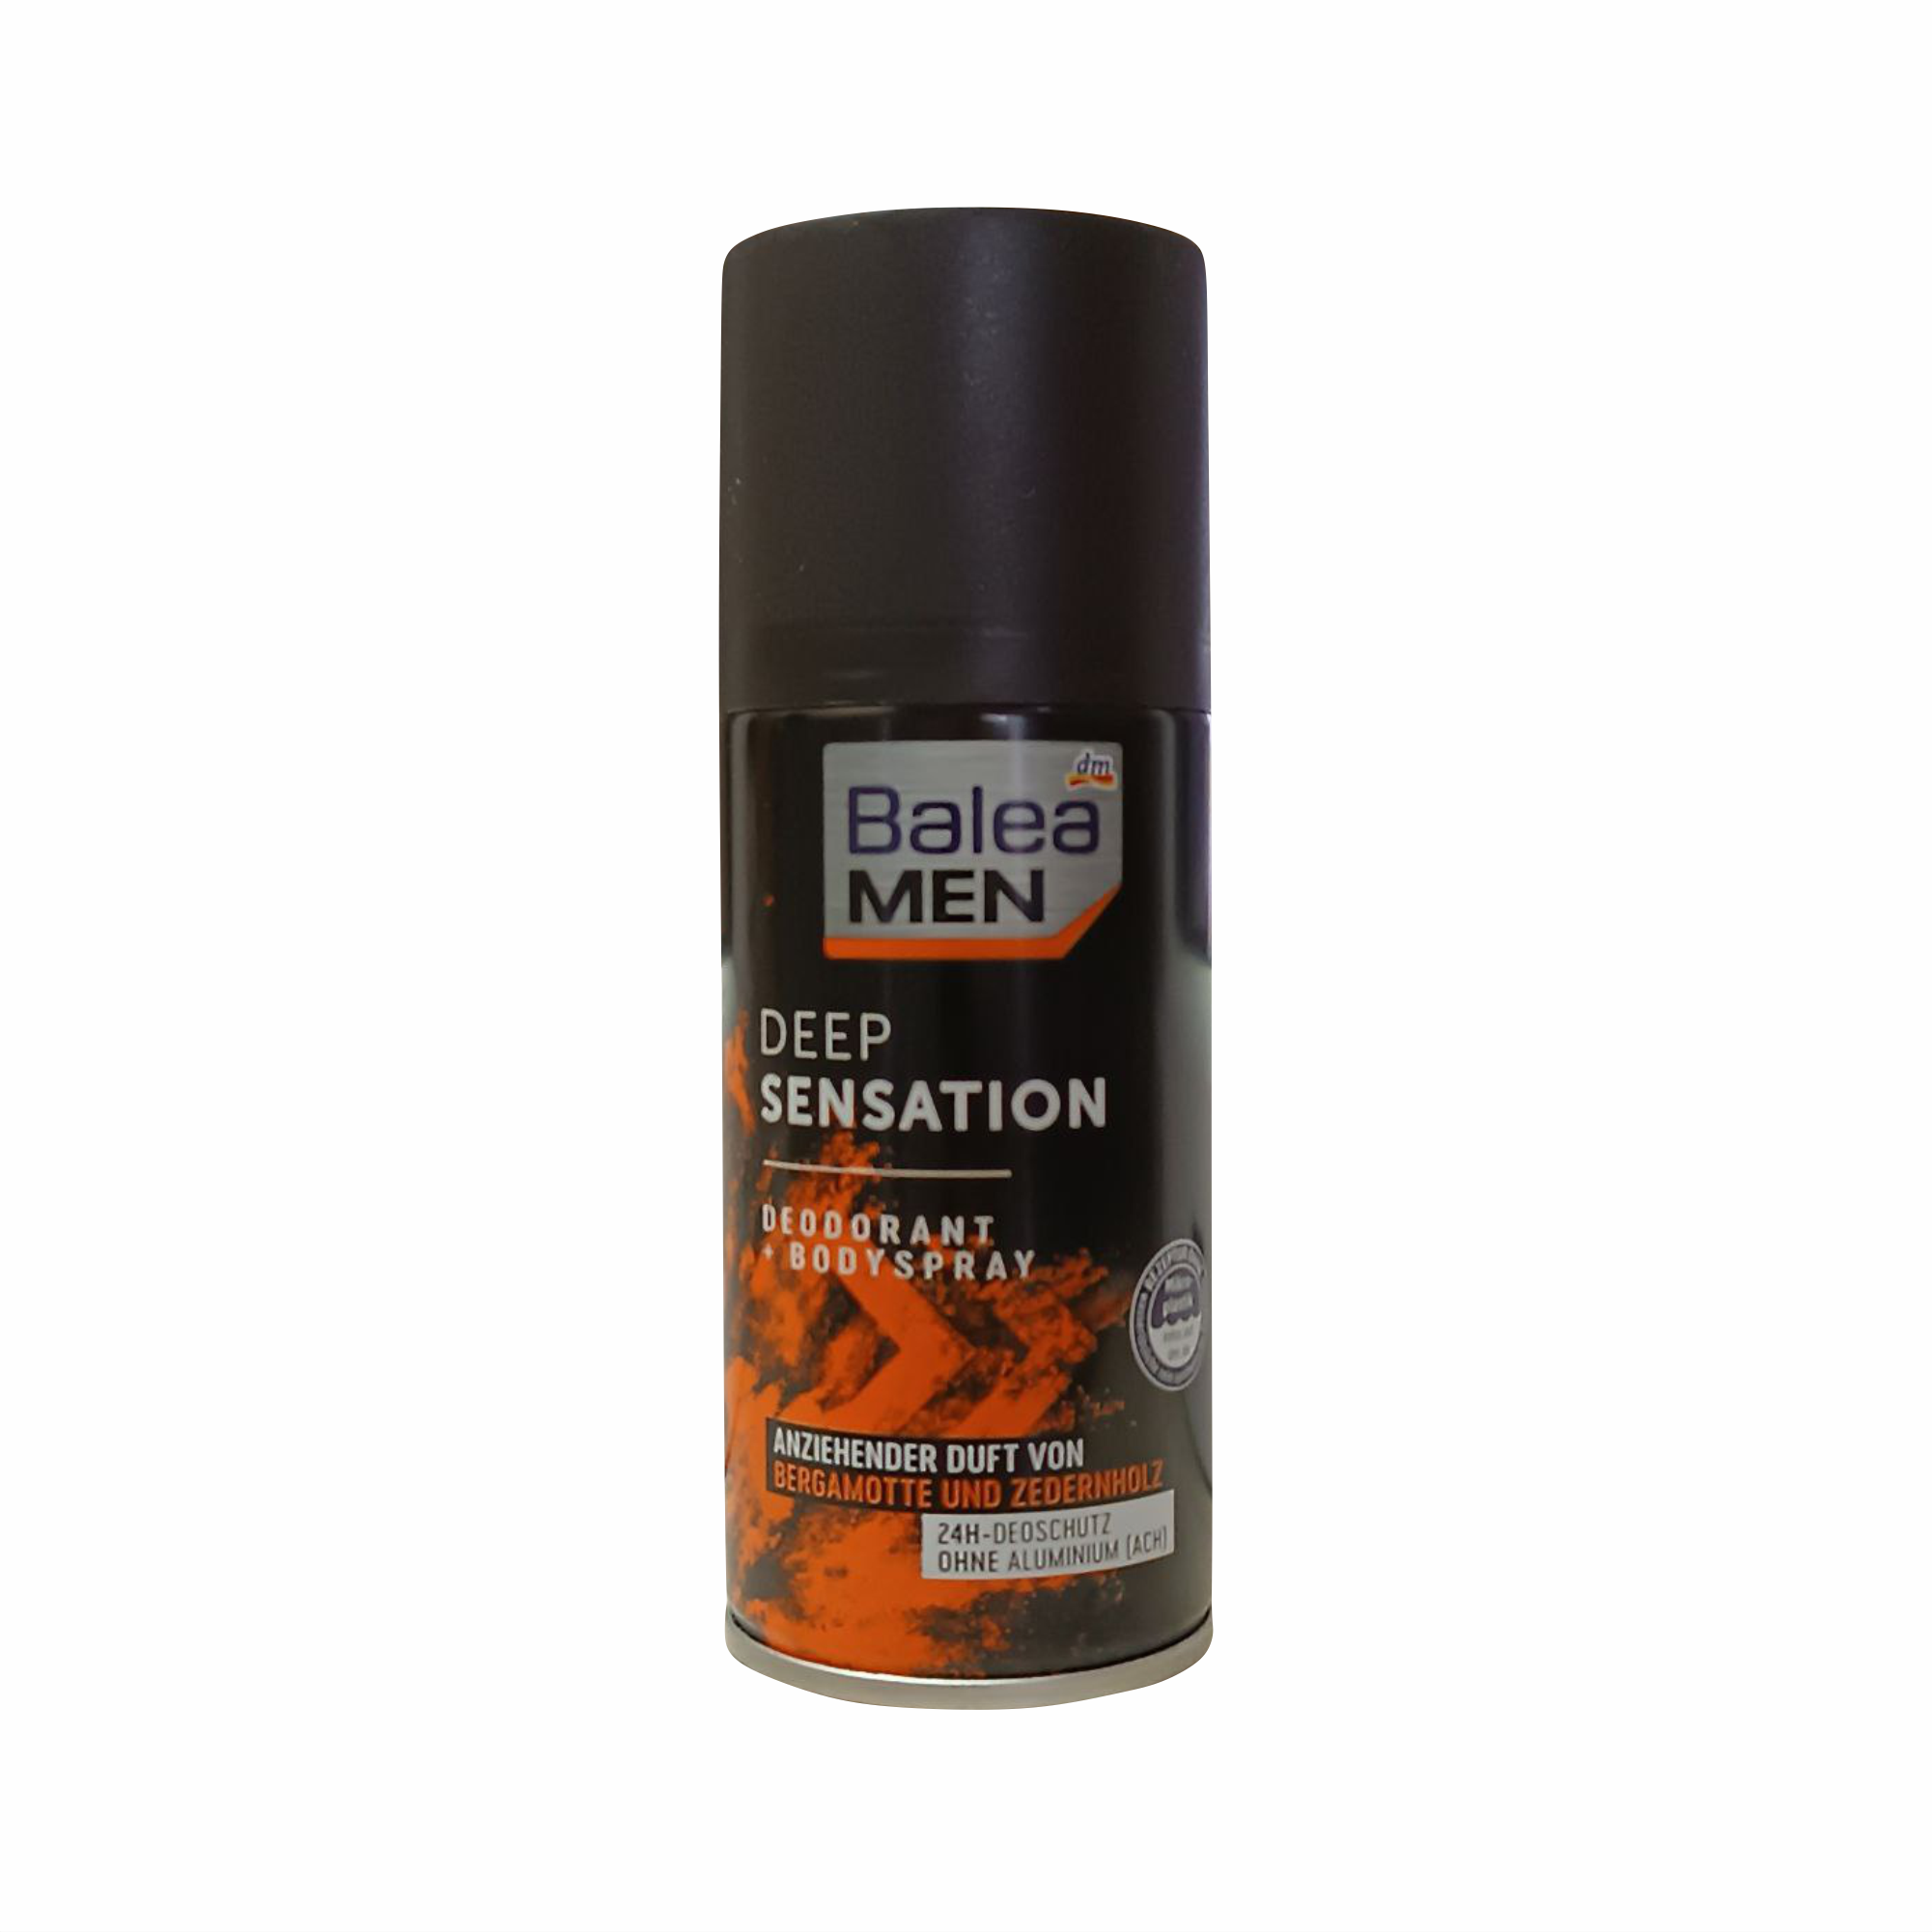 dm
Balea
MEN
DEEP
SENSATION
DEODORANT
+ BODYSPRAY
ANZIEHENDER DUFT VON
BERGAMOTTE UND ZEDERNHOLZ
24H-DEOSCHUTZ
OHNE ALUMINIUM (ACH)